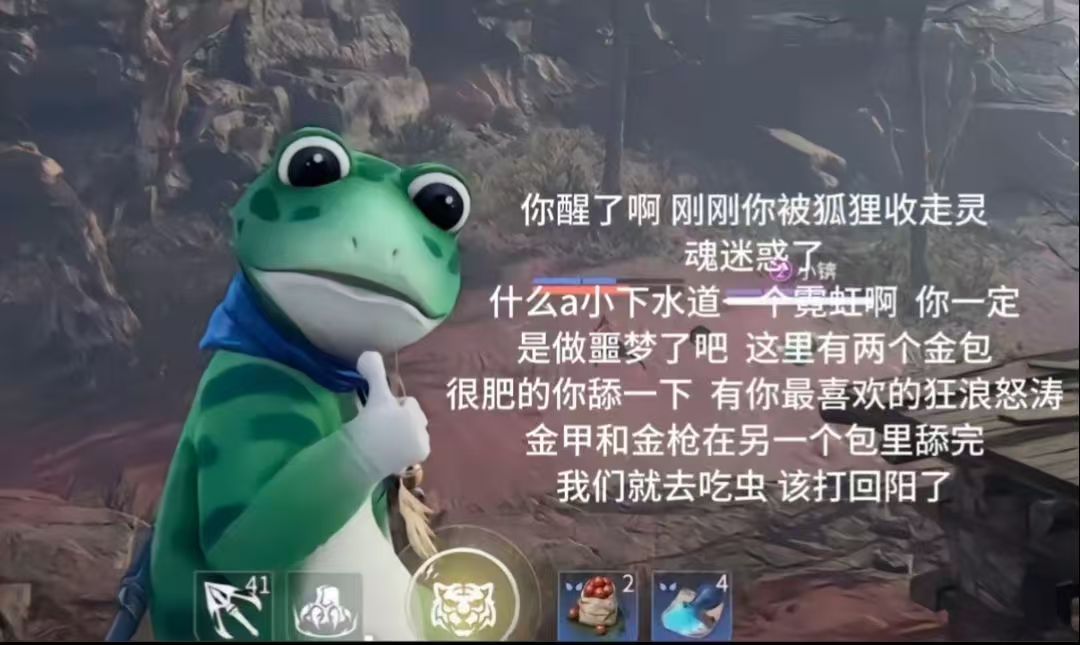 你醒了啊 刚刚你被狐狸收走灵
魂迷惑了
② 小锛
什么a小下水道一个霓虹啊 你一定
是做噩梦了吧 这里有两个金包
很肥的你舔一下 有你最喜欢的狂浪怒涛
金甲和金枪在另一个包里舔完
我们就去吃虫 该打回阳了
41
2
4